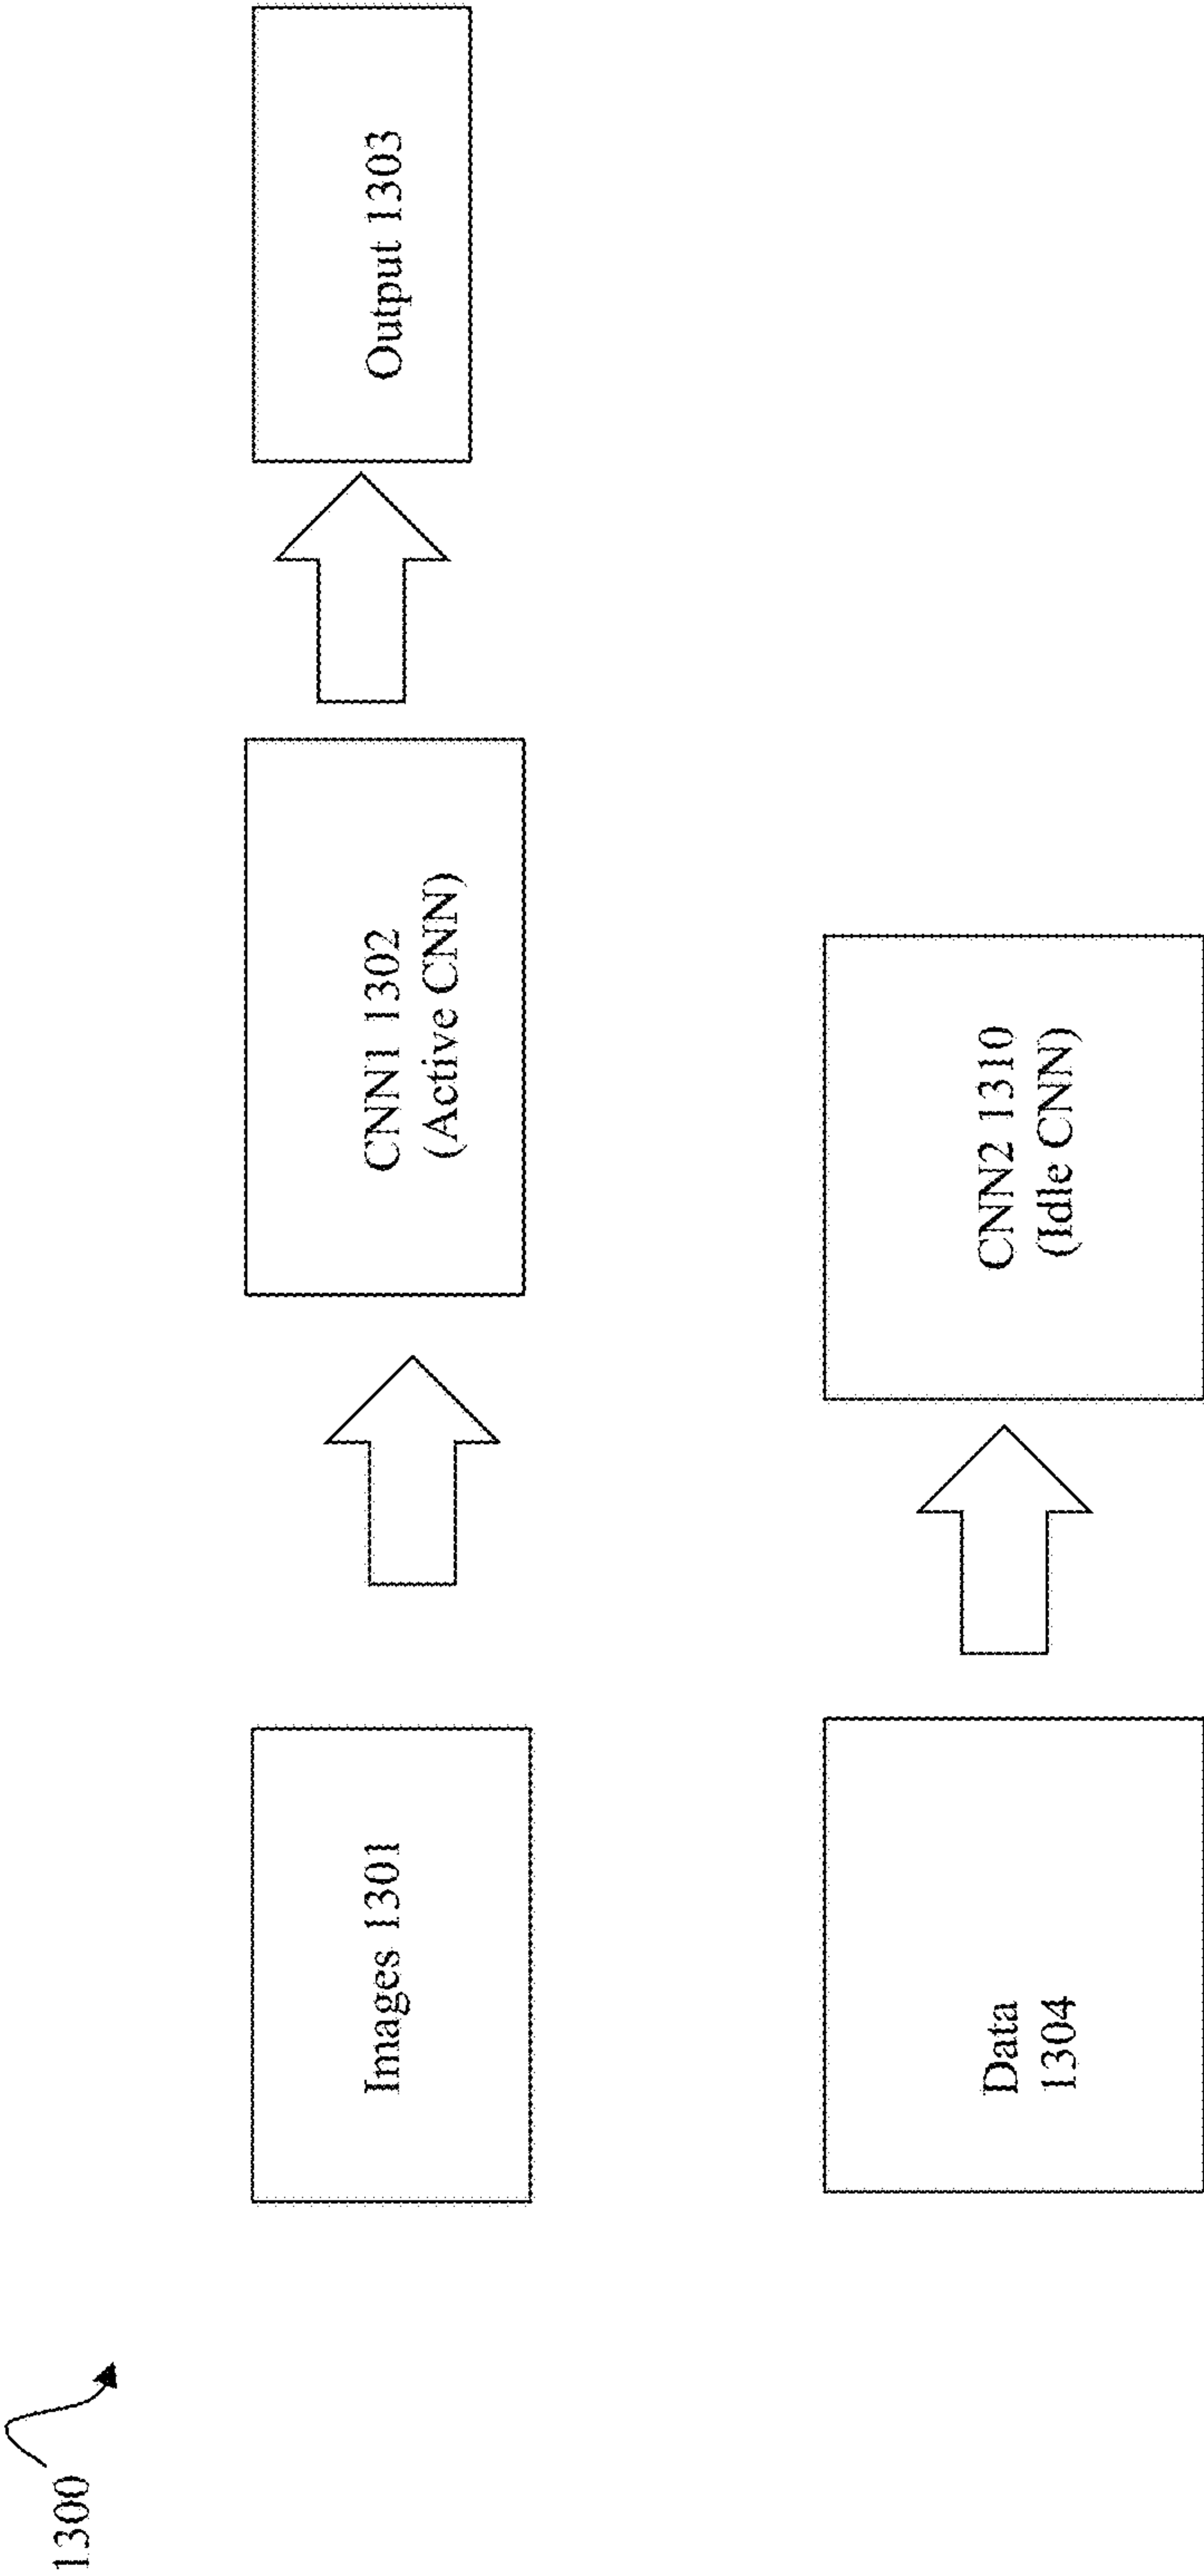 1300
Images 1301
CNN1 1302
(Active CNN)
Output 1303
Data
1304
CNN2 1310
(Idle CNN)